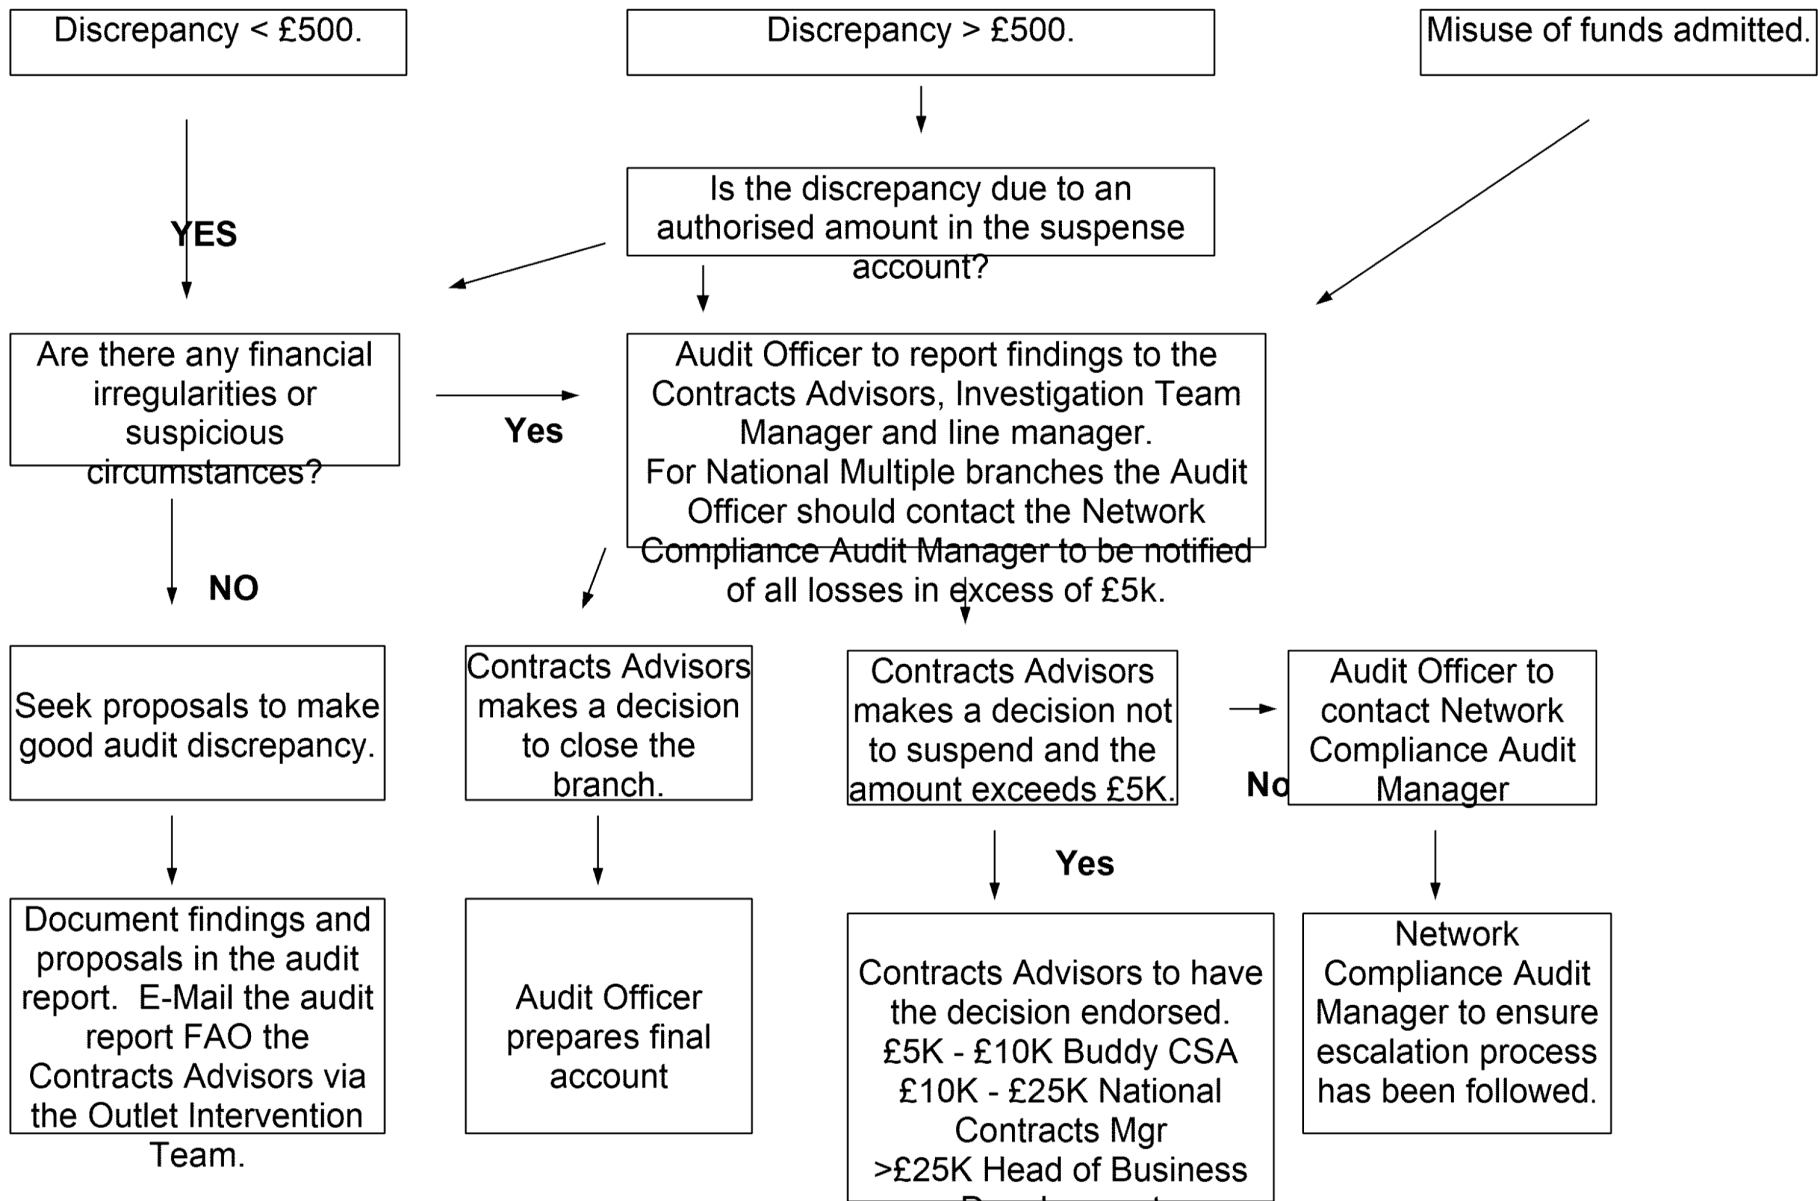 Discrepancy < £500.
Discrepancy > £500.
Misuse of funds admitted.
Is the discrepancy due to an
authorised amount in the suspense
account?
YES
Are there any financial
irregularities or
suspicious
circumstances?
Yes
Audit Officer to report findings to the
Contracts Advisors, Investigation Team
Manager and line manager.
For National Multiple branches the Audit
Officer should contact the Network
Compliance Audit Manager to be notified
of all losses in excess of £5k.
NO
Seek proposals to make
good audit discrepancy.
Contracts Advisors
makes a decision
to close the
branch.
Contracts Advisors
makes a decision not
to suspend and the
amount exceeds £5K.
No
Audit Officer to
contact Network
Compliance Audit
Manager
Yes
Document findings and
proposals in the audit
report.  E-Mail the audit
report FAO the
Contracts Advisors via
the Outlet Intervention
Team.
Audit Officer
prepares final
account
Contracts Advisors to have
the decision endorsed.
£5K - £10K Buddy CSA
£10K - £25K National
Contracts Mgr
>£25K Head of Business
Network
Compliance Audit
Manager to ensure
escalation process
has been followed.